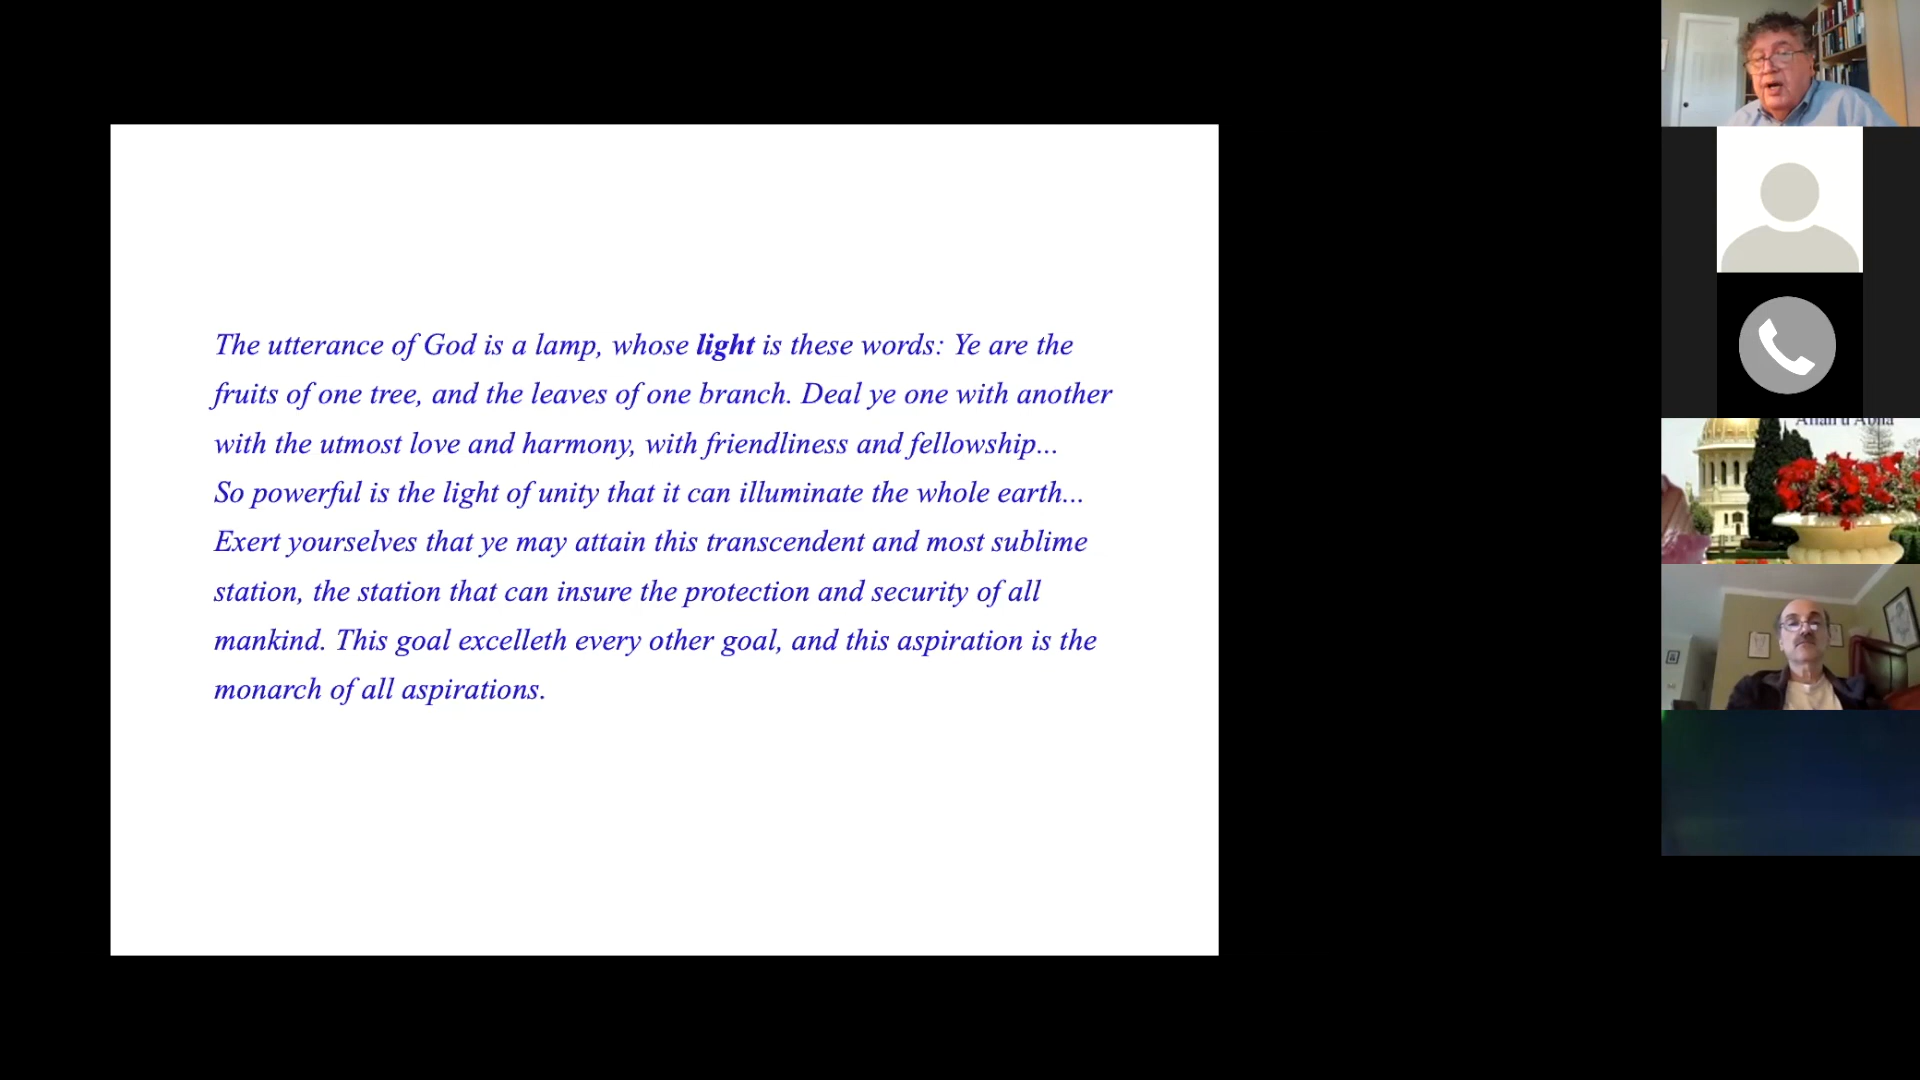 The utterance of God is a lamp, whose light is these words: Ye are the
fruits of one tree, and the leaves of one branch. Deal ye one with another
with the utmost love and harmony, with friendliness and fellowship...
So powerful is the light of unity that it can illuminate the whole earth...
Exert yourselves that ye may attain this transcendent and most sublime
station, the station that can insure the protection and security of all
mankind. This goal excelleth every other goal, and this aspiration is the
monarch of all aspirations.